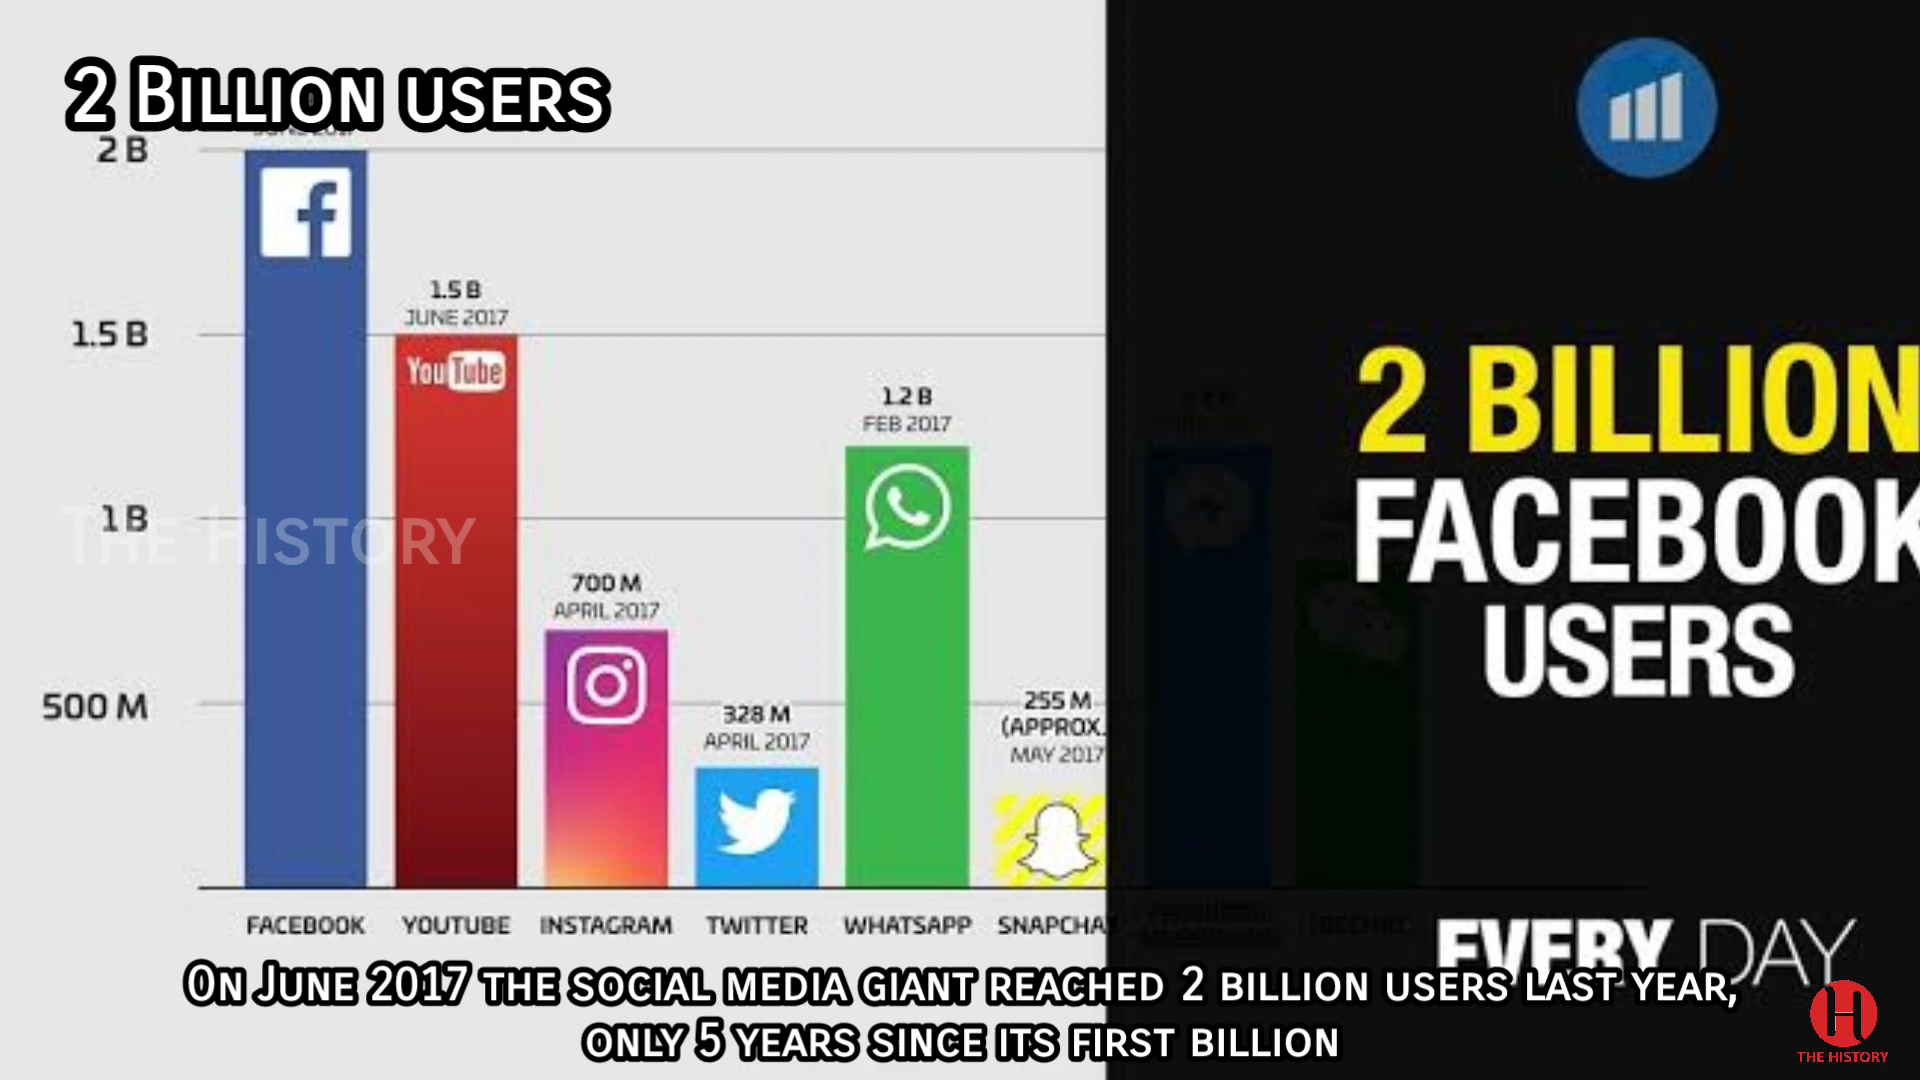 2 Billion users
2 B
1.5 B
JUNE 2017
1.5 B
1.2 B
FEB 2017
1 B
The History
700 M
APRIL 2017
500 M
328 M
APRIL 2017
255 M
(APPROX.
MAY 2017
You Tube
FACEBOOK YOUTUBE INSTAGRAM TWITTER WHATSAPP SNAPCHA
2 BILLION
FACEBOOK
USERS
EVERY DAY
On June 2017 the social media giant reached 2 billion users last year,
only 5 years since its first billion
THE HISTORY